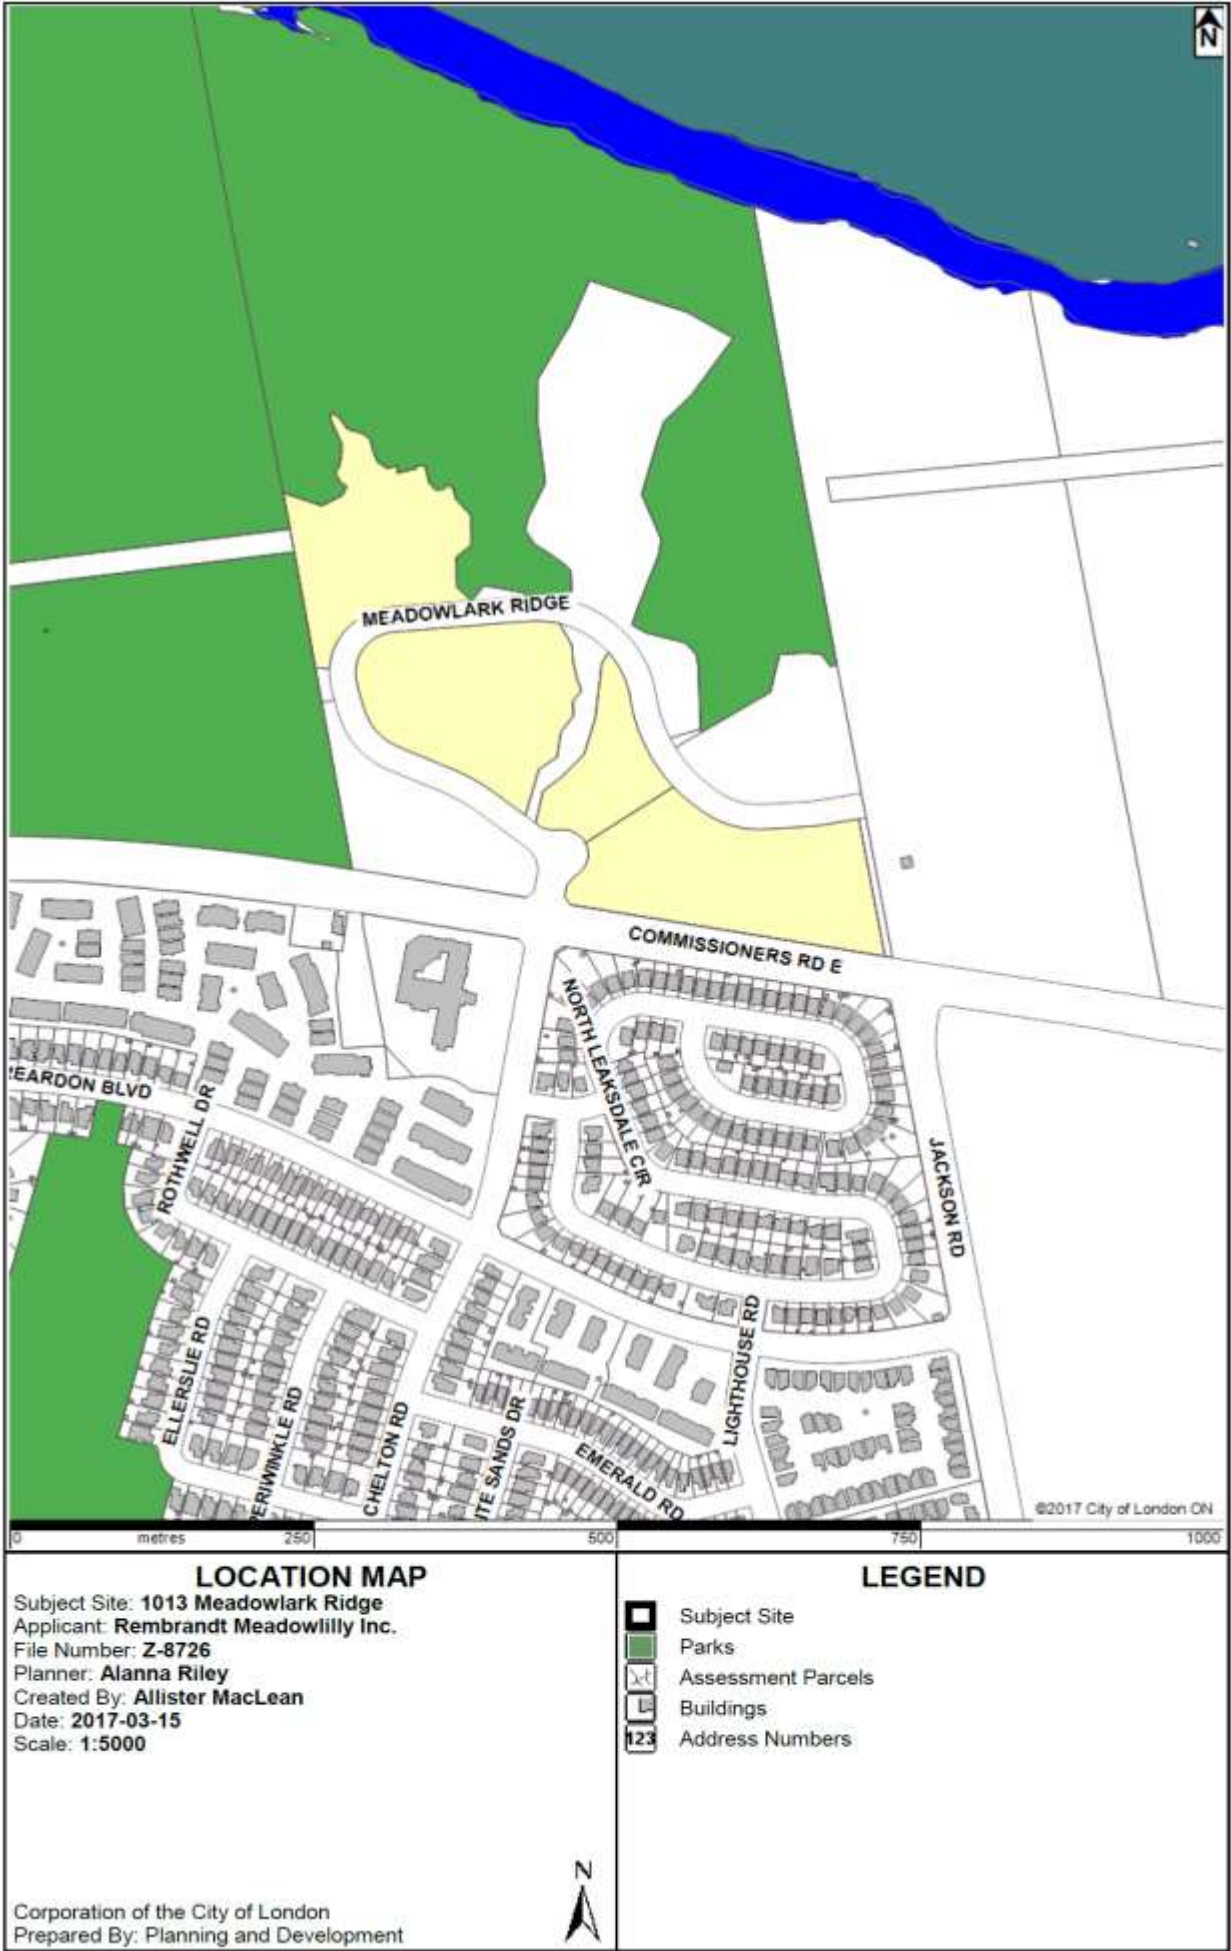 N
MEADOWLARK RIDGE
COMMISSIONERS RD E
NORTH LEAKSDALE CIR
REARDON BLVD
ROTHWELL DR
JACKSON RD
ELLERSLIE RD
PERIWINKLE RD
CHELTON RD
ITE SANDS DR
LIGHTHOUSE RD
EMERALD RD
©2017 City of London ON
0 metres 250 500 750 1000
LOCATION MAP
Subject Site: 1013 Meadowlark Ridge
Applicant: Rembrandt Meadowlilly Inc.
File Number: Z-8726
Planner: Alanna Riley
Created By: Allister MacLean
Date: 2017-03-15
Scale: 1:5000
Corporation of the City of London
Prepared By: Planning and Development
N
LEGEND
Subject Site
Parks
Assessment Parcels
Buildings
123 Address Numbers